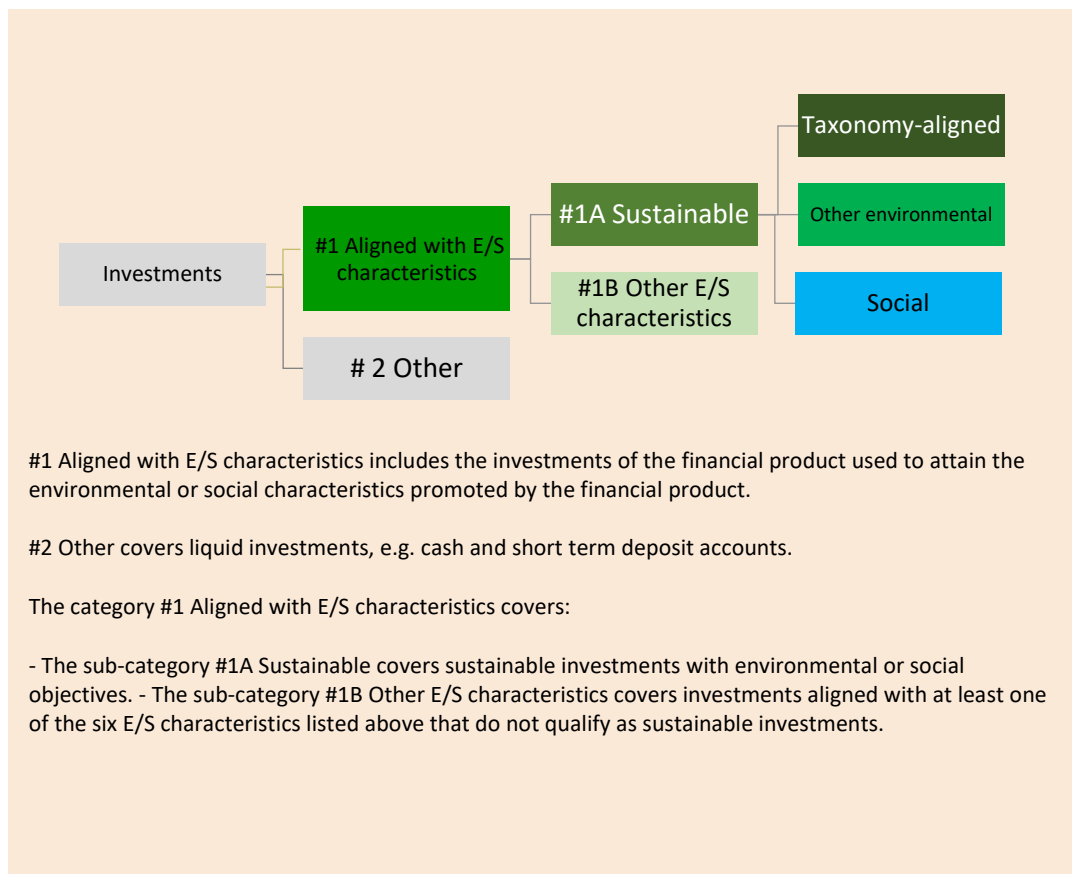 Taxonomy-aligned
#1A Sustainable
Other environmental
#1 Aligned with E/S
characteristics
Investments
#1B Other E/S
characteristics
Social
# 2 Other
#1 Aligned with E/S characteristics includes the investments of the financial product used to attain the
environmental or social characteristics promoted by the financial product.
#2 Other covers liquid investments, e.g. cash and short term deposit accounts.
The category #1 Aligned with E/S characteristics covers:
- The sub-category #1A Sustainable covers sustainable investments with environmental or social
objectives. - The sub-category #1B Other E/S characteristics covers investments aligned with at least one
of the six E/S characteristics listed above that do not qualify as sustainable investments.